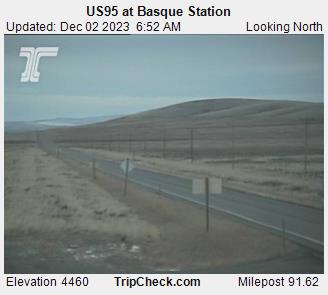 US95 at Basque Station
Updated: Dec 02 2023 6:52 AM Looking North
Elevation 4460 TripCheck.com Milepost 91.62